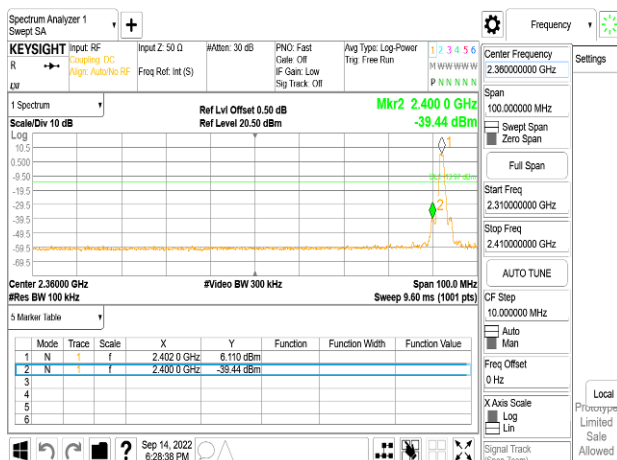 Spectrum Analyzer 1
Swept SA
Frequency
KEYSIGHT
R
Input: RF
Coupling: DC
Align: Auto/No RF
Input Z: 50 Ω
Freq Ref: Int (S)
#Atten: 30 dB
PNO: Fast
Gate: Off
IF Gain: Low
Sig Track: Off
Avg Type: Log-Power
Trig: Free Run
1 2 3 4 5 6
M W W W W W
P N N N N N
Settings
Center Frequency
2.360000000 GHz
Span
100.000000 MHz
Swept Span
Zero Span
Full Span
Start Freq
2.310000000 GHz
Stop Freq
2.410000000 GHz
AUTO TUNE
CF Step
10.000000 MHz
Auto
Man
Freq Offset
0 Hz
X Axis Scale
Log
Lin
Signal Track
(Span Zoom)
Local
Prototype
Limited
Sale
Allowed
1 Spectrum
Scale/Div 10 dB
Ref Lvl Offset 0.50 dB
Ref Level 20.50 dBm
Mkr2 2.400 0 GHz
-39.44 dBm
Log
10.5
0.500
-9.50
-19.5
-29.5
-39.5
-49.5
-59.5
-69.5
1
2
Center 2.36000 GHz
#Res BW 100 kHz
#Video BW 300 kHz
Span 100.0 MHz
Sweep 9.60 ms (1001 pts)
5 Marker Table
Mode Trace Scale X Y Function Function Width Function Value
1 N 1 f 2.402 0 GHz 6.110 dBm
2 N 1 f 2.400 0 GHz -39.44 dBm
3
4
5
6
?
Sep 14, 2022
6:28:38 PM